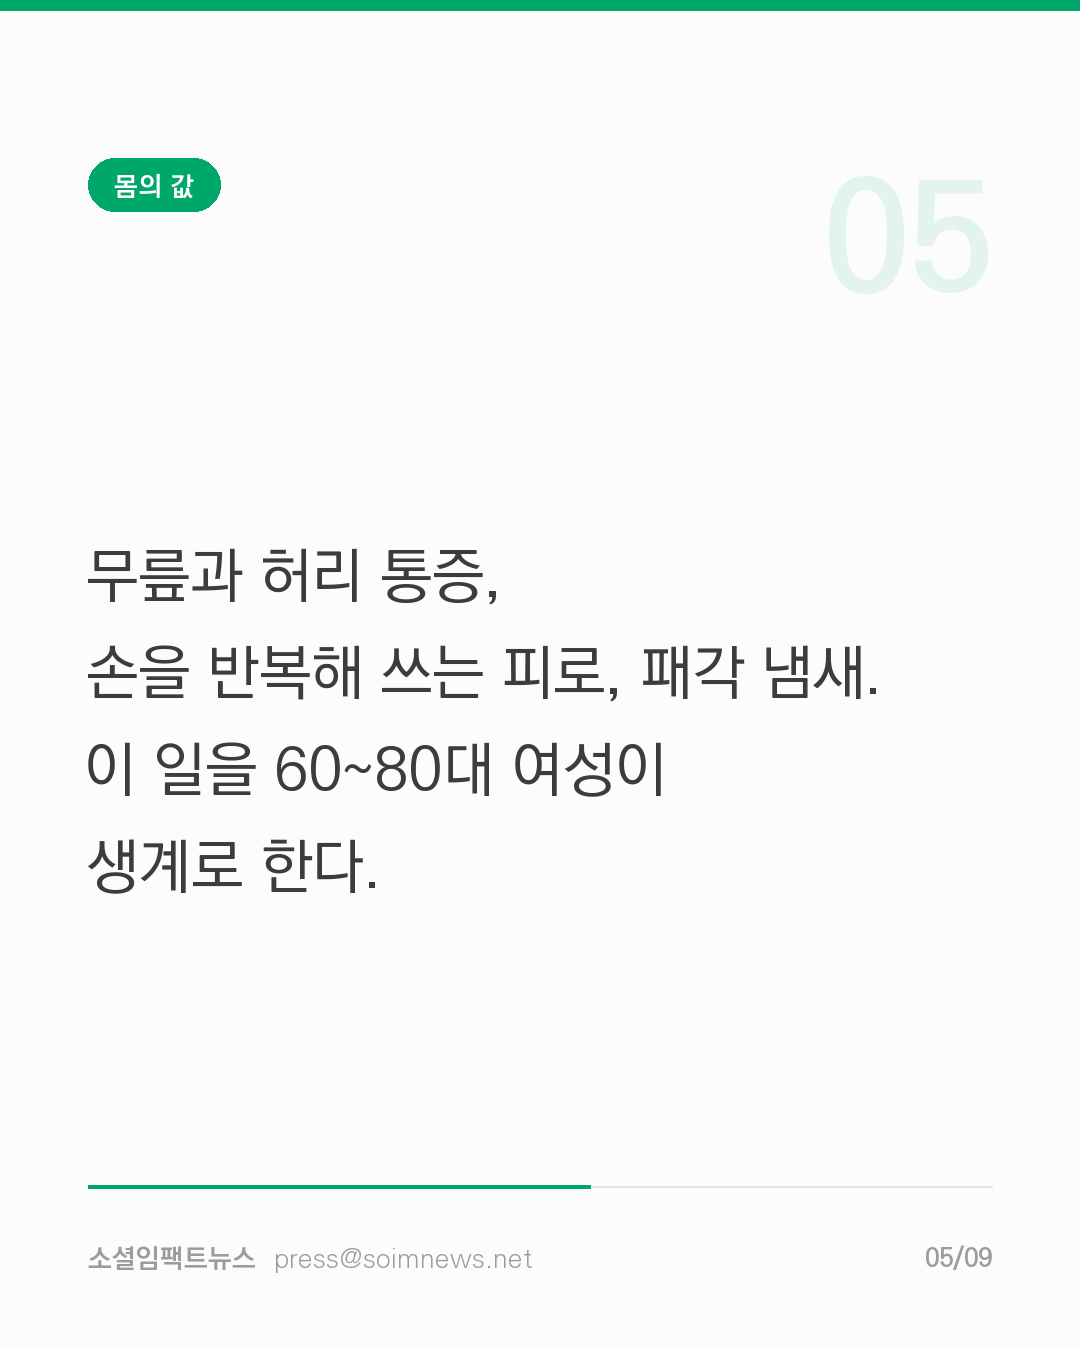 몸의 값
05
무릎과 허리 통증,
손을 반복해 쓰는 피로, 패각 냄새.
이 일을 60~80대 여성이
생계로 한다.
소셜임팩트뉴스 press@soimnews.net
05/09